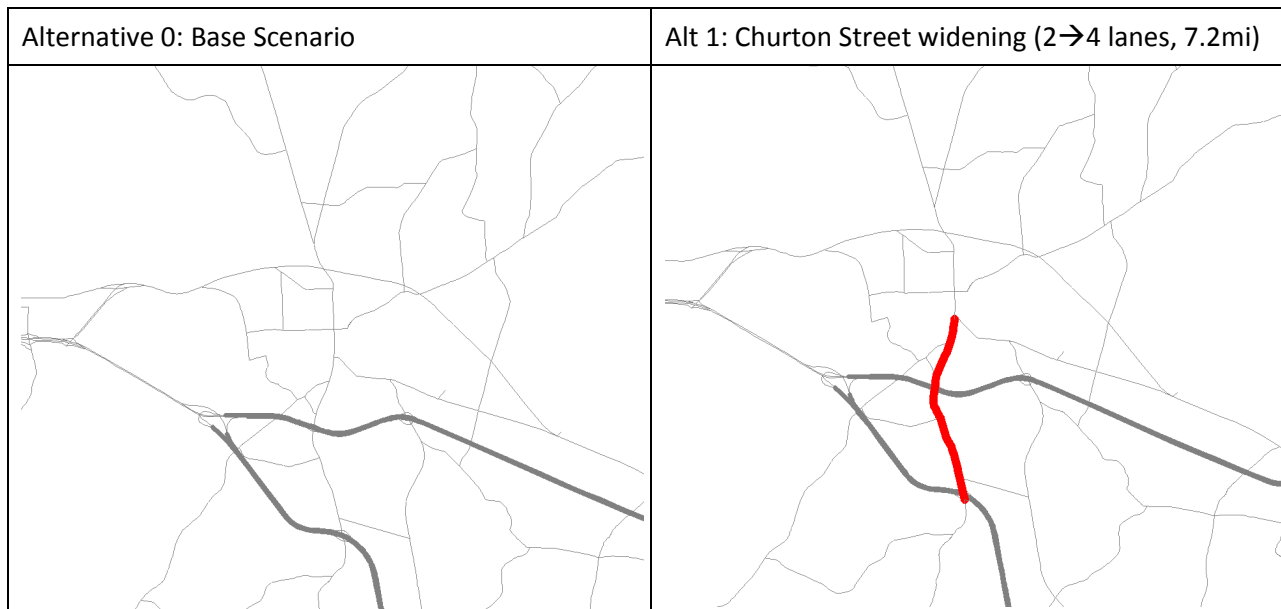 Alternative 0: Base Scenario
Alt 1: Churton Street widening (2→4 lanes, 7.2mi)